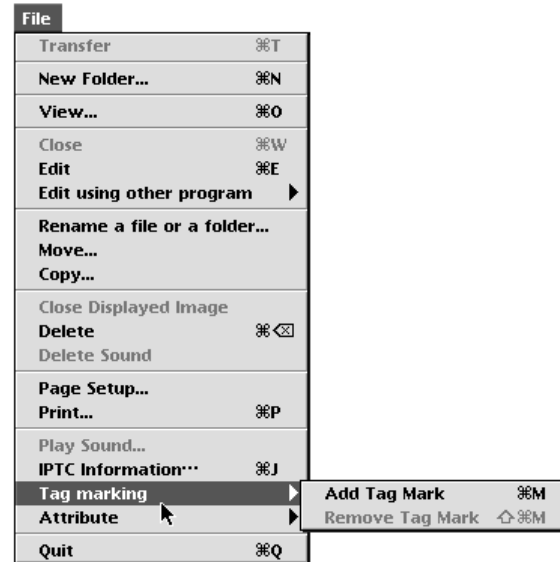 File
Transfer ⌘T
New Folder... ⌘N
View... ⌘O
Close ⌘W
Edit ⌘E
Edit using other program
Rename a file or a folder...
Move...
Copy...
Close Displayed Image
Delete ⌘⌫
Delete Sound
Page Setup...
Print... ⌘P
Play Sound...
IPTC Information… ⌘J
Tag marking
Add Tag Mark ⌘M
Attribute
Remove Tag Mark ⇧⌘M
Quit ⌘Q